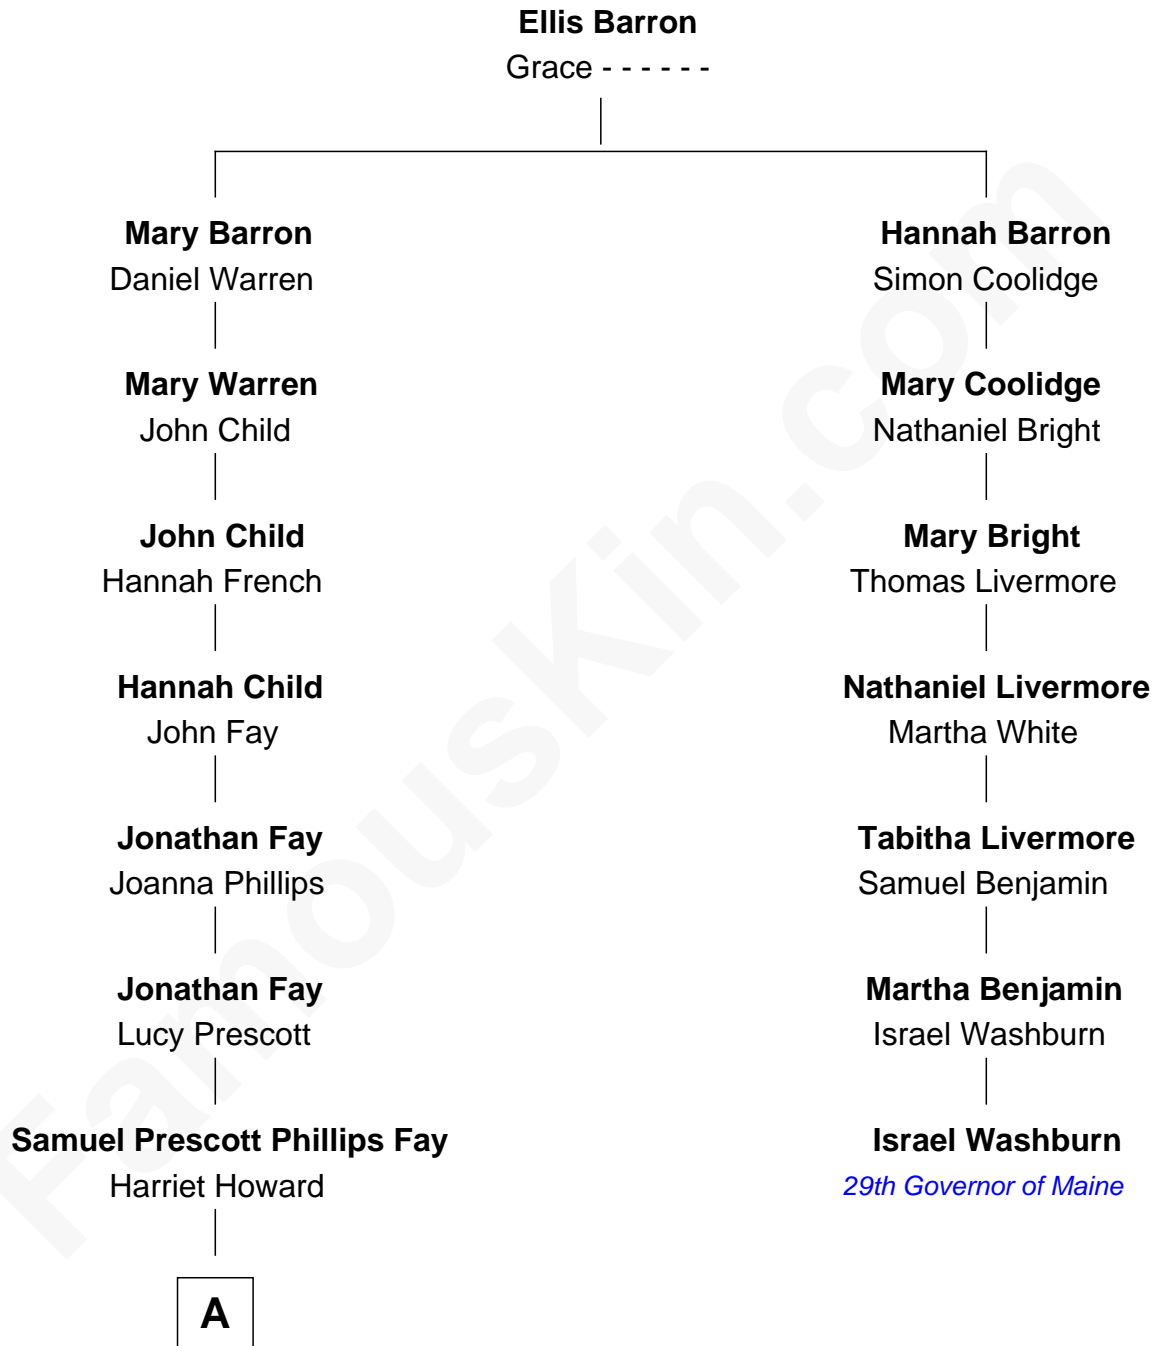 Ellis Barron
Grace - - - - - -
Mary Barron
Daniel Warren
Hannah Barron
Simon Coolidge
Mary Warren
John Child
Mary Coolidge
Nathaniel Bright
John Child
Hannah French
Mary Bright
Thomas Livermore
Hannah Child
John Fay
Nathaniel Livermore
Martha White
Jonathan Fay
Joanna Phillips
Tabitha Livermore
Samuel Benjamin
Jonathan Fay
Lucy Prescott
Martha Benjamin
Israel Washburn
Samuel Prescott Phillips Fay
Harriet Howard
Israel Washburn
29th Governor of Maine
A
FamousKin.com